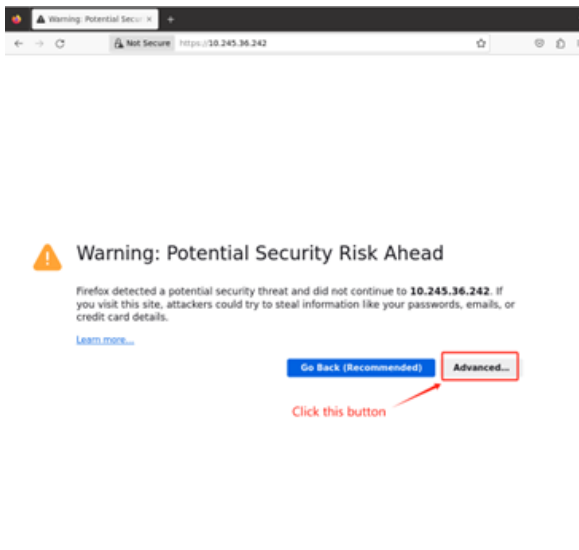 Warning: Potential Secur
Not Secure https://10.245.36.242
Warning: Potential Security Risk Ahead
Firefox detected a potential security threat and did not continue to 10.245.36.242. If
you visit this site, attackers could try to steal information like your passwords, emails, or
credit card details.
Learn more...
Go Back (Recommended) Advanced...
Click this button